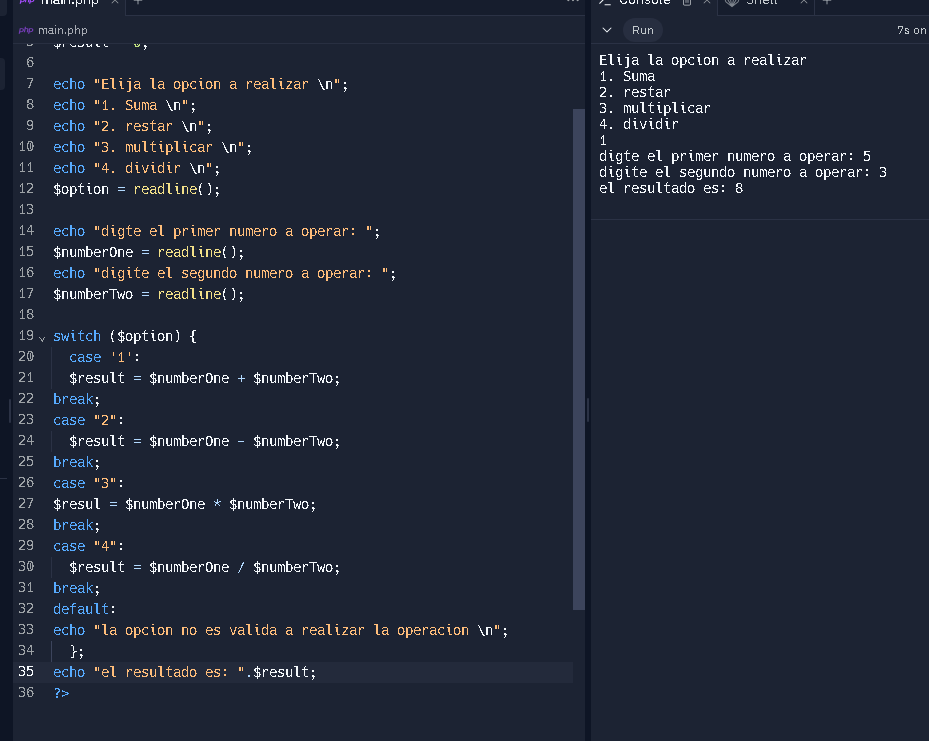 php main.php × +
php main.php
5 $result = 0;
6
7 echo "Elija la opcion a realizar \n";
8 echo "1. Suma \n";
9 echo "2. restar \n";
10 echo "3. multiplicar \n";
11 echo "4. dividir \n";
12 $option = readline();
13
14 echo "digte el primer numero a operar: ";
15 $numberOne = readline();
16 echo "digite el segundo numero a operar: ";
17 $numberTwo = readline();
18
19 switch ($option) {
20 case '1':
21 $result = $numberOne + $numberTwo;
22 break;
23 case "2":
24 $result = $numberOne - $numberTwo;
25 break;
26 case "3":
27 $resul = $numberOne * $numberTwo;
28 break;
29 case "4":
30 $result = $numberOne / $numberTwo;
31 break;
32 default:
33 echo "la opcion no es valida a realizar la operacion \n";
34 };
35 echo "el resultado es: ".$result;
36 ?>
Console × Shell × +
Run 7s on
Elija la opcion a realizar
1. Suma
2. restar
3. multiplicar
4. dividir
1
digte el primer numero a operar: 5
digite el segundo numero a operar: 3
el resultado es: 8